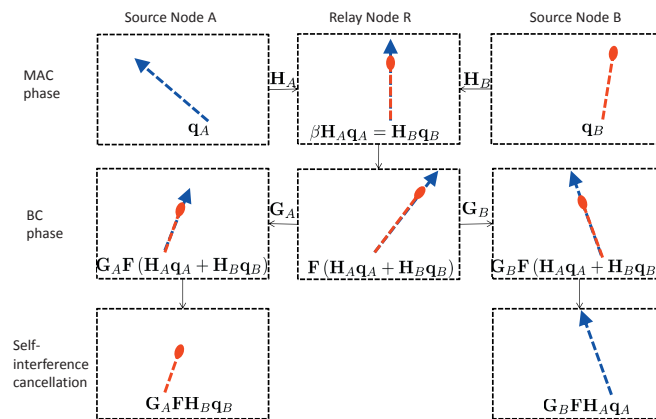 Source Node A Relay Node R Source Node B
MAC phase
H_A
H_B
q_A
βH_Aq_A = H_Bq_B
q_B
BC phase
G_A
G_B
G_AF(H_Aq_A + H_Bq_B)
F(H_Aq_A + H_Bq_B)
G_BF(H_Aq_A + H_Bq_B)
Self-
interference
cancellation
G_AFH_Bq_B
G_BFH_Aq_A